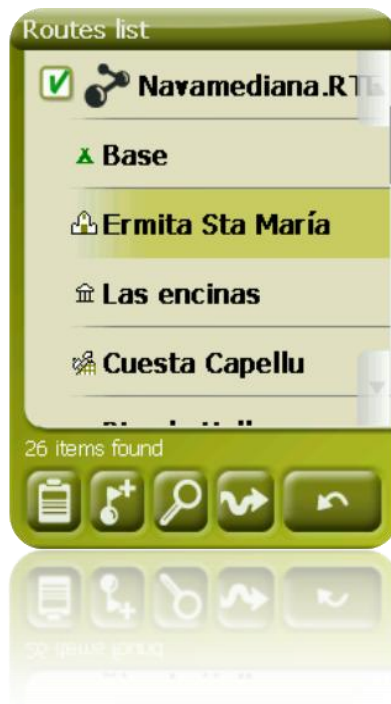 Routes list
Navamediana.RT
Base
Ermita Sta María
Las encinas
Cuesta Capellu
26 items found